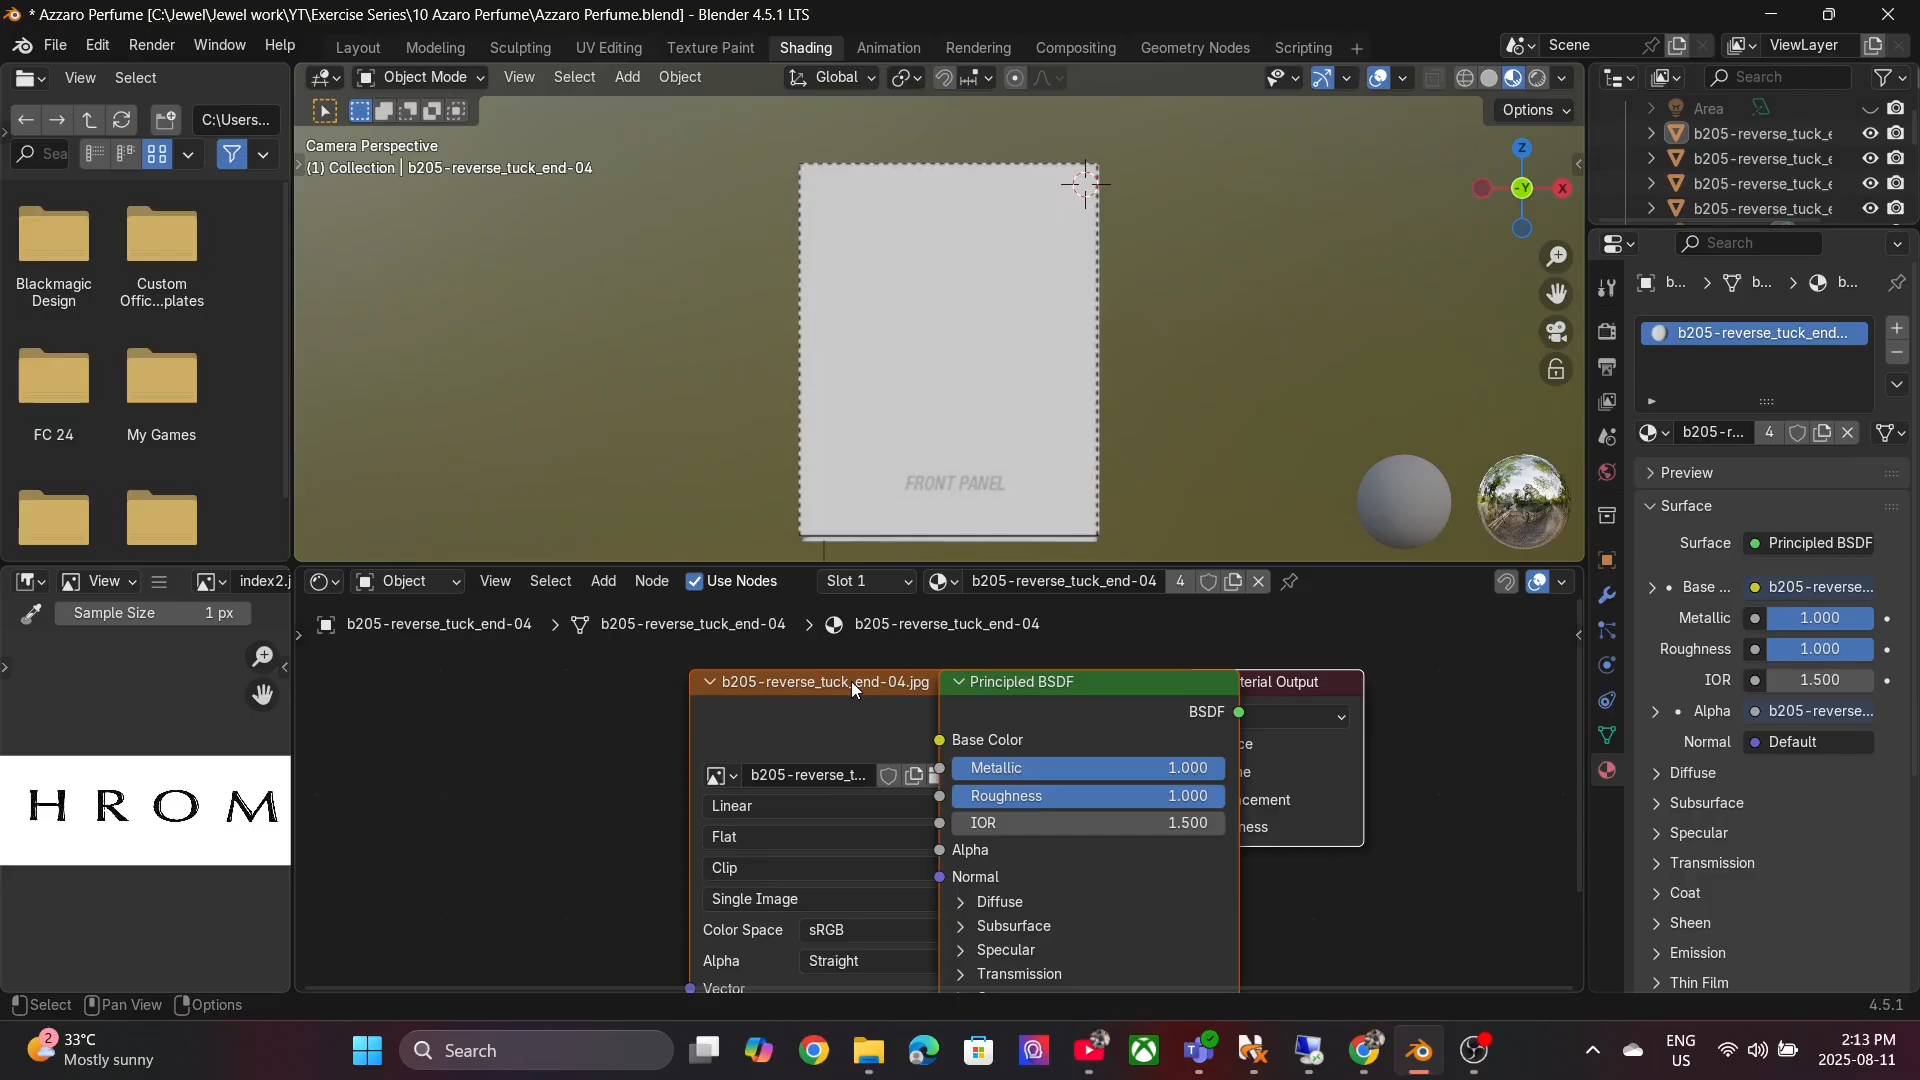 * Azzaro Perfume [C:\Jewel\Jewel work\YT\Exercise Series\10 Azaro Perfume\Azzaro Perfume.blend] - Blender 4.5.1 LTS
File Edit Render Window Help
Layout Modeling Sculpting UV Editing Texture Paint Shading Animation Rendering Compositing Geometry Nodes Scripting +
Scene
ViewLayer
View Select
C:\Users...
Sea
Blackmagic Design
Custom Offic...plates
FC 24
My Games
Object Mode View Select Add Object
Global
Options
Camera Perspective
(1) Collection | b205-reverse_tuck_end-04
Z
-Y
X
FRONT PANEL
Search
Area
b205-reverse_tuck_e
b205-reverse_tuck_e
b205-reverse_tuck_e
b205-reverse_tuck_e
Search
b... > b... > b...
b205-reverse_tuck_end...
b205-r... 4
Preview
Surface
Surface Principled BSDF
Base ... b205-reverse...
Metallic 1.000
Roughness 1.000
IOR 1.500
Alpha b205-reverse...
Normal Default
Diffuse
Subsurface
Specular
Transmission
Coat
Sheen
Emission
Thin Film
View
index2.j
Sample Size 1 px
H R O M
Object View Select Add Node Use Nodes
Slot 1
b205-reverse_tuck_end-04 4
b205-reverse_tuck_end-04 > b205-reverse_tuck_end-04 > b205-reverse_tuck_end-04
b205-reverse_tuck_end-04.jpg
b205-reverse_t...
Linear
Flat
Clip
Single Image
Color Space sRGB
Alpha Straight
Vector
Principled BSDF
BSDF
Base Color
Metallic 1.000
Roughness 1.000
IOR 1.500
Alpha
Normal
Diffuse
Subsurface
Specular
Transmission
terial Output
ce
ne
cement
ness
Select Pan View Options
4.5.1
2
33°C
Mostly sunny
Search
ENG
US
2:13 PM
2025-08-11